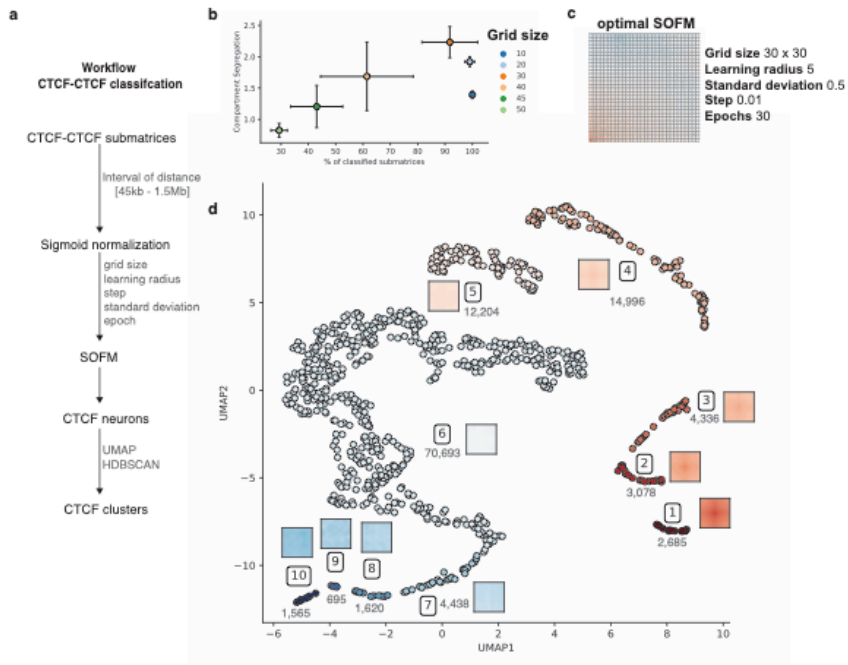 a
Workflow
CTCF-CTCF classifcation
CTCF-CTCF submatrices
Interval of distance
[45kb - 1.5Mb]
Sigmoid normalization
grid size
learning radius
step
standard deviation
epoch
SOFM
CTCF neurons
UMAP
HDBSCAN
CTCF clusters
b
Compartment Segregation
2.5
2.0
1.5
1.0
30 40 50 60 70 80 90 100
% of classified submatrices
Grid size
10
20
30
40
45
50
c
optimal SOFM
Grid size 30 x 30
Learning radius 5
Standard deviation 0.5
Step 0.01
Epochs 30
d
UMAP2
10
5
0
−5
−10
−6 −4 −2 0 2 4 6 8 10
UMAP1
4
14,996
5
12,204
3
4,336
6
70,693
2
3,078
1
2,685
10
1,565
9
695
8
1,620
7
4,438